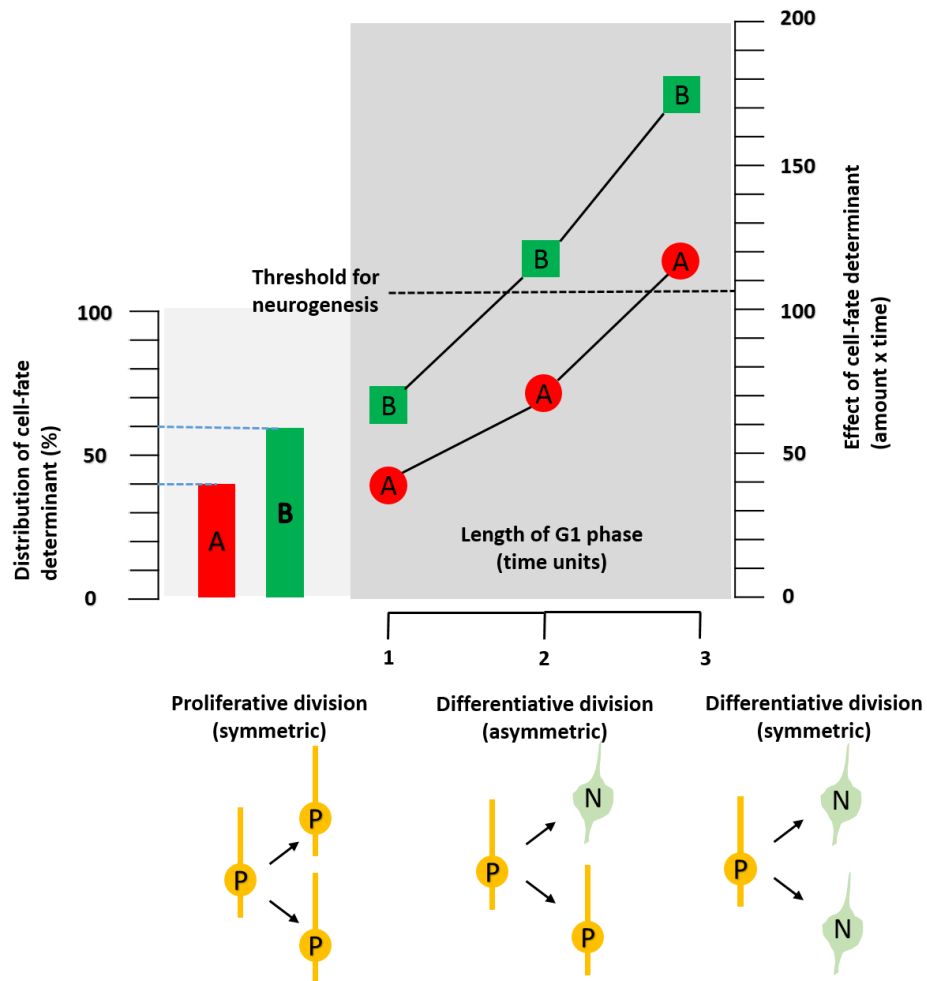 200
150
100
50
0
Effect of cell-fate determinant
(amount x time)
B
B
B
A
A
A
Threshold for
neurogenesis
100
50
0
Distribution of cell-fate
determinant (%)
A
B
Length of G1 phase
(time units)
1
2
3
Proliferative division
(symmetric)
Differentiative division
(asymmetric)
Differentiative division
(symmetric)
P
P
P
P
N
P
P
N
N